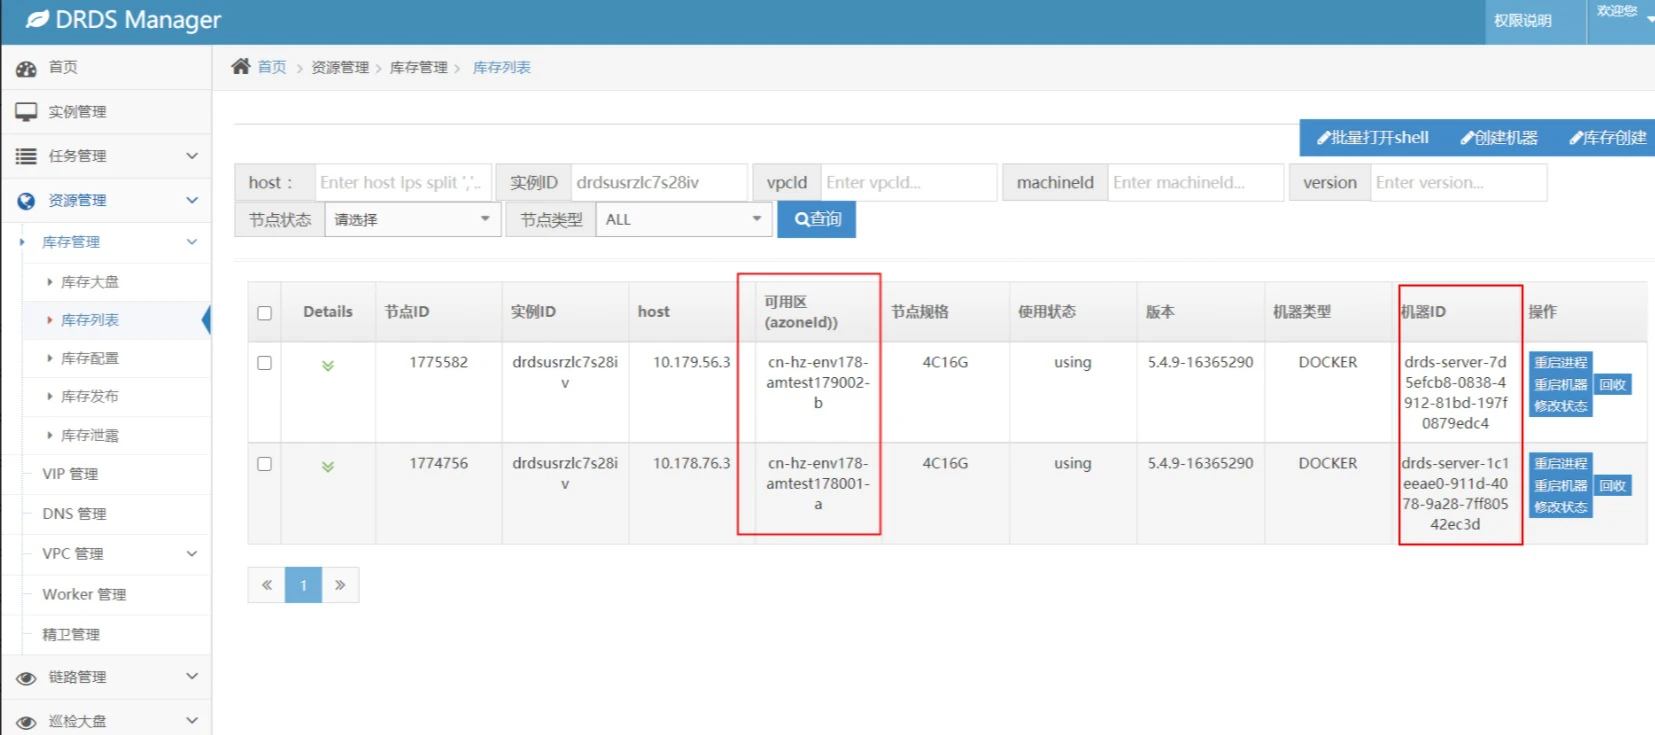 DRDS Manager
权限说明
欢迎您
首页
实例管理
任务管理
资源管理
库存管理
库存大盘
库存列表
库存配置
库存发布
库存泄露
VIP 管理
DNS 管理
VPC 管理
Worker 管理
精卫管理
链路管理
巡检大盘
首页 > 资源管理 > 库存管理 > 库存列表
批量打开shell 创建机器 库存创建
host： Enter host Ips split ','.. 实例ID drdsusrzlc7s28iv vpcId Enter vpcId... machineId Enter machineId... version Enter version...
节点状态 请选择 节点类型 ALL 查询
Details 节点ID 实例ID host 可用区 节点规格 使用状态 版本 机器类型 机器ID 操作
(azoneId))
1775582 drdsusrzlc7s28i 10.179.56.3 cn-hz-env178- 4C16G using 5.4.9-16365290 DOCKER drds-server-7d 重启进程
v amtest179002- 5efcb8-0838-4 重启机器 回收
b 912-81bd-197f 修改状态
0879edc4
1774756 drdsusrzlc7s28i 10.178.76.3 cn-hz-env178- 4C16G using 5.4.9-16365290 DOCKER drds-server-1c1 重启进程
v amtest178001- eeae0-911d-40 重启机器 回收
a 78-9a28-7ff805 修改状态
42ec3d
« 1 »